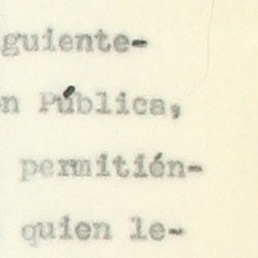 guiente-
n Pública,
permitién-
quien le-